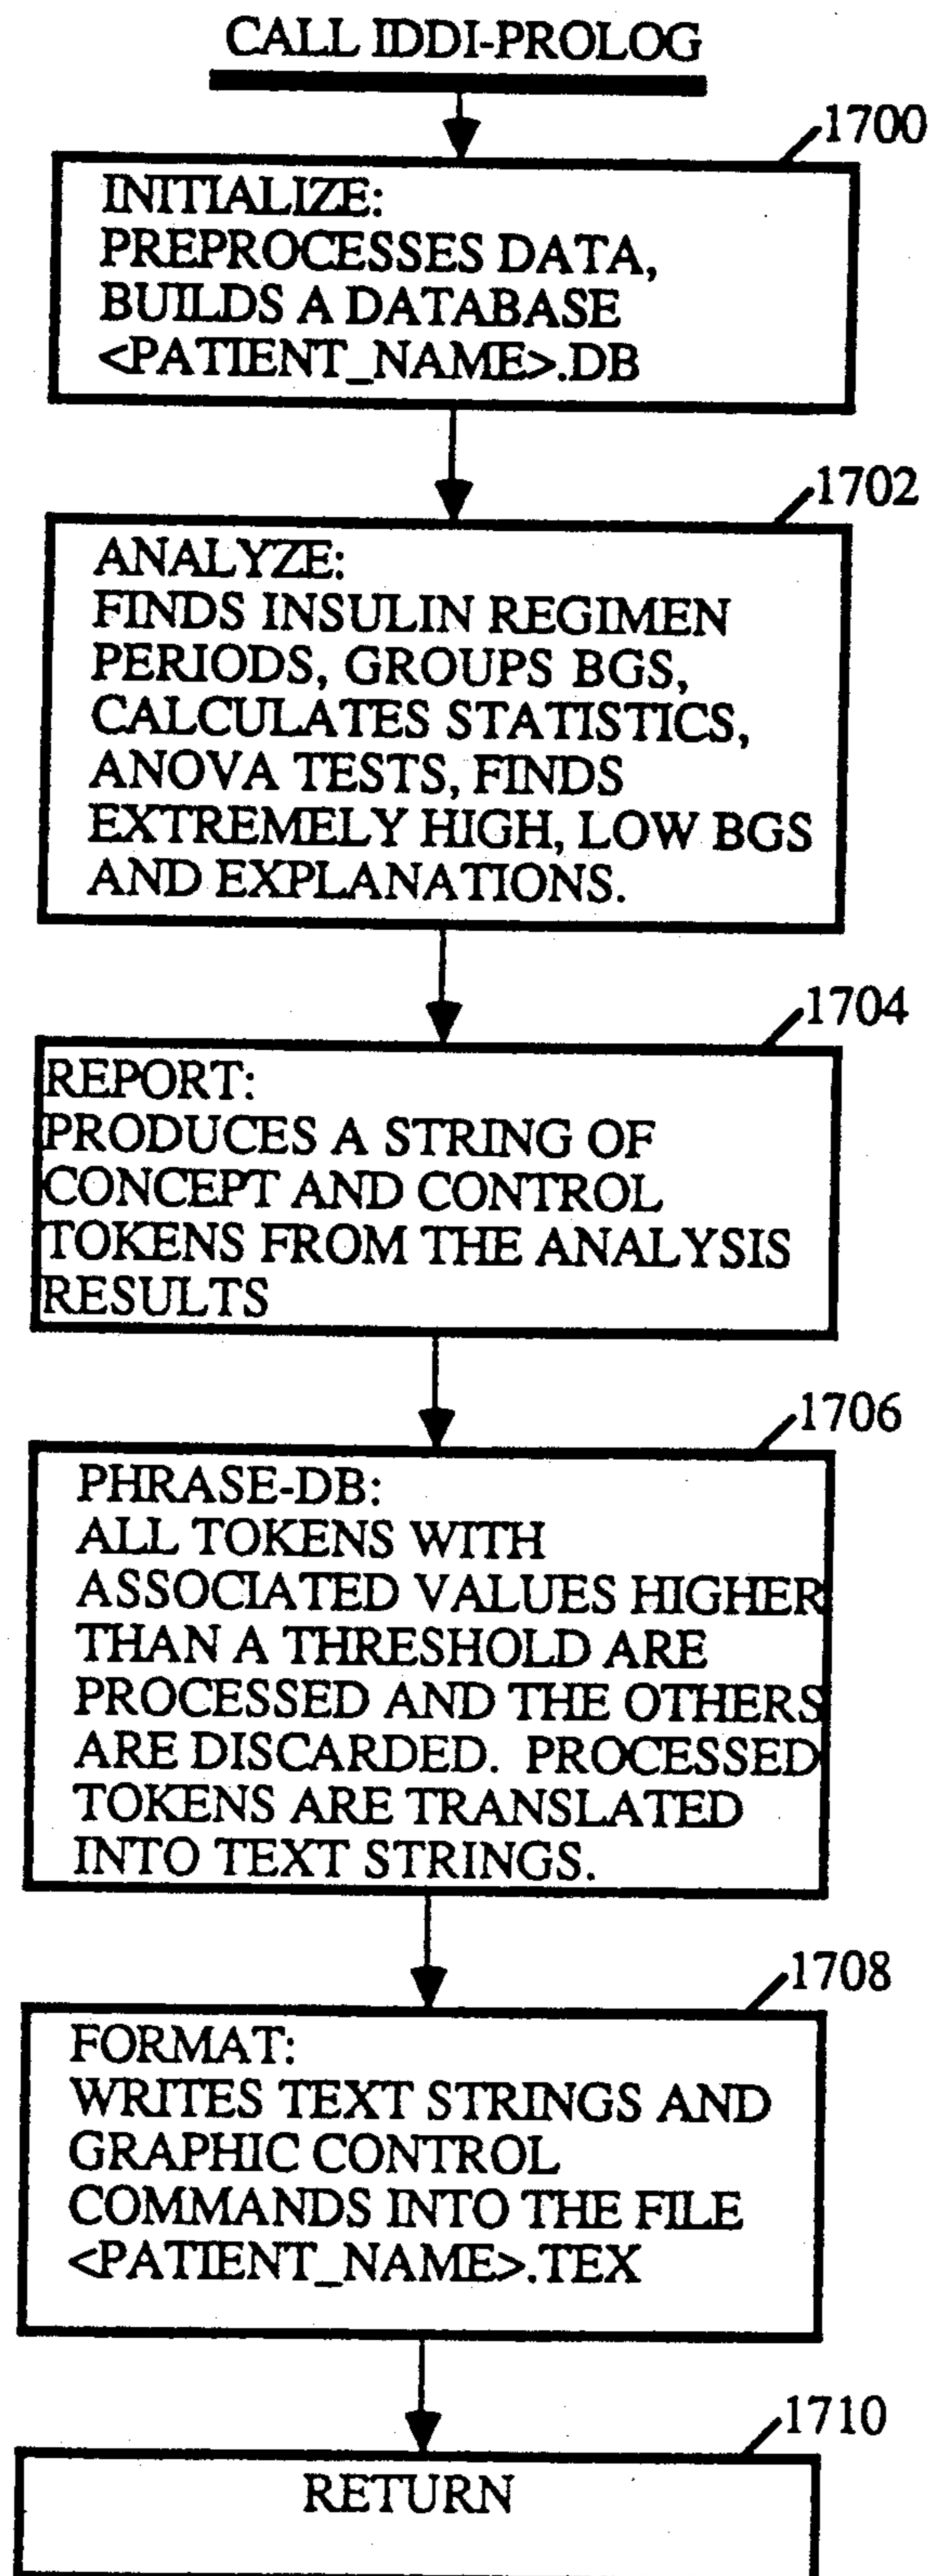 CALL IDDI-PROLOG
1700
INITIALIZE:
PREPROCESSES DATA,
BUILDS A DATABASE
<PATIENT_NAME>.DB
1702
ANALYZE:
FINDS INSULIN REGIMEN
PERIODS, GROUPS BGS,
CALCULATES STATISTICS,
ANOVA TESTS, FINDS
EXTREMELY HIGH, LOW BGS
AND EXPLANATIONS.
1704
REPORT:
PRODUCES A STRING OF
CONCEPT AND CONTROL
TOKENS FROM THE ANALYSIS
RESULTS
1706
PHRASE-DB:
ALL TOKENS WITH
ASSOCIATED VALUES HIGHER
THAN A THRESHOLD ARE
PROCESSED AND THE OTHERS
ARE DISCARDED. PROCESSED
TOKENS ARE TRANSLATED
INTO TEXT STRINGS.
1708
FORMAT:
WRITES TEXT STRINGS AND
GRAPHIC CONTROL
COMMANDS INTO THE FILE
<PATIENT_NAME>.TEX
1710
RETURN